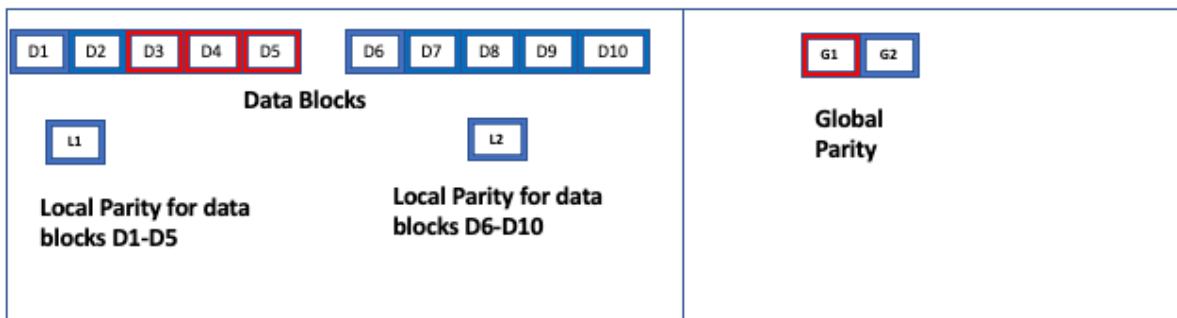 D1 D2 D3 D4 D5 D6 D7 D8 D9 D10 G1 G2
Data Blocks
L1 L2
Global
Parity
Local Parity for data
blocks D1-D5
Local Parity for data
blocks D6-D10